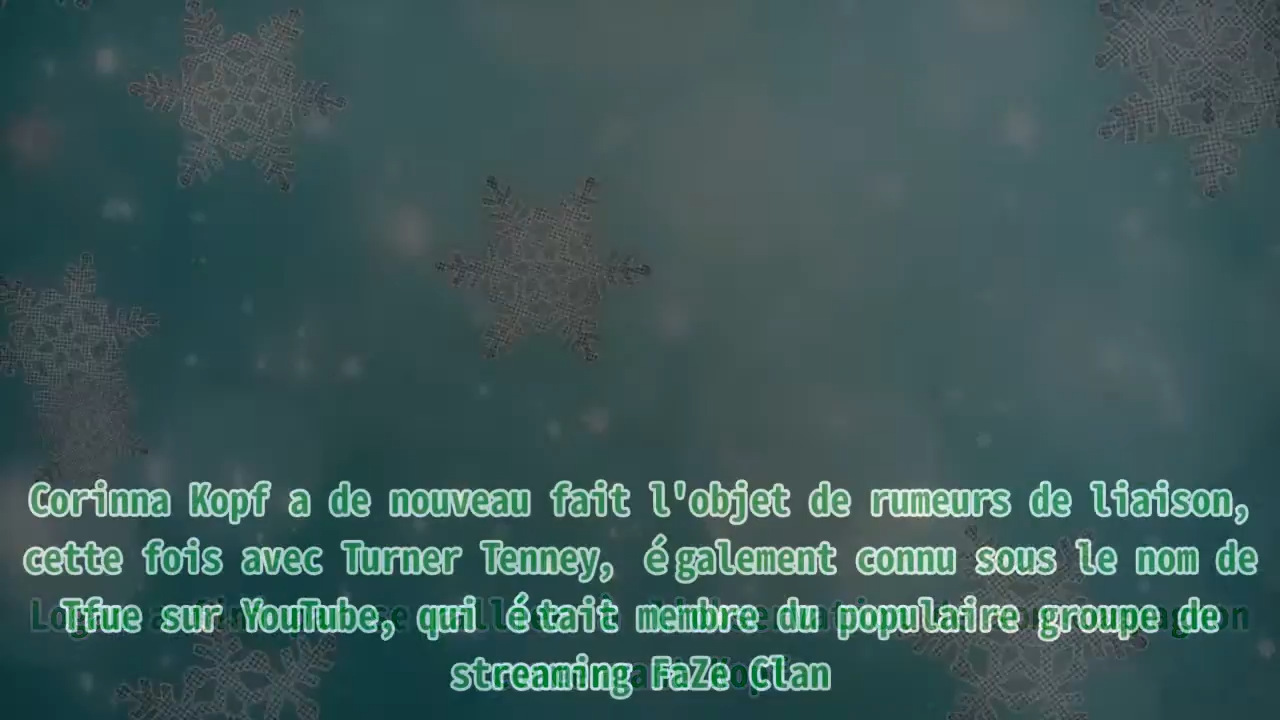 Corinna Kopf a de nouveau fait l'objet de rumeurs de liaison,
cette fois avec Turner Tenney, également connu sous le nom de
Tfue sur YouTube, qui était membre du populaire groupe de
streaming FaZe Clan